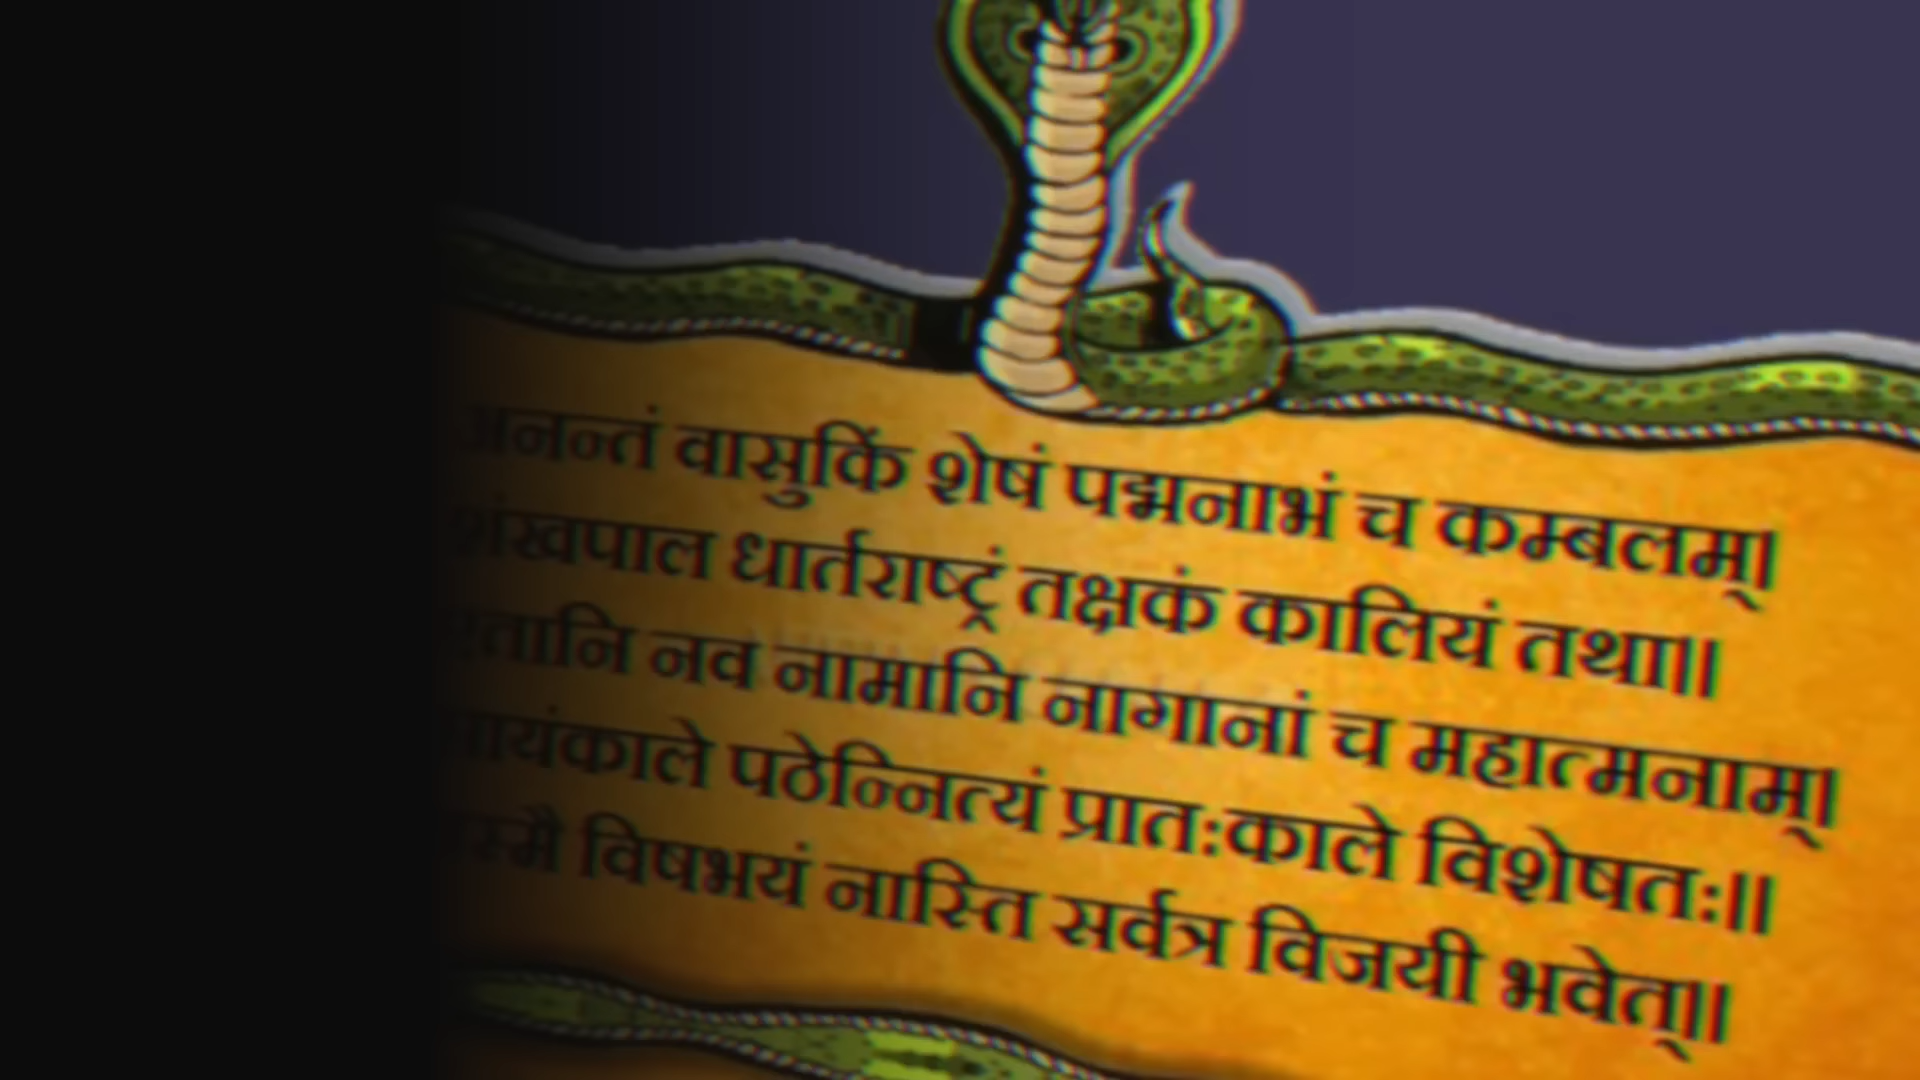 अनन्तं वासुकिं शेषं पद्मनाभं च कम्बलम्।
शंखपाल धार्तराष्ट्रं तक्षकं कालियं तथा॥
नव नामानि नागानां च महात्मनाम्।
पठेन्नित्यं प्रातःकाले विशेषतः॥
विषभयं नास्ति सर्वत्र विजयी भवेत्॥